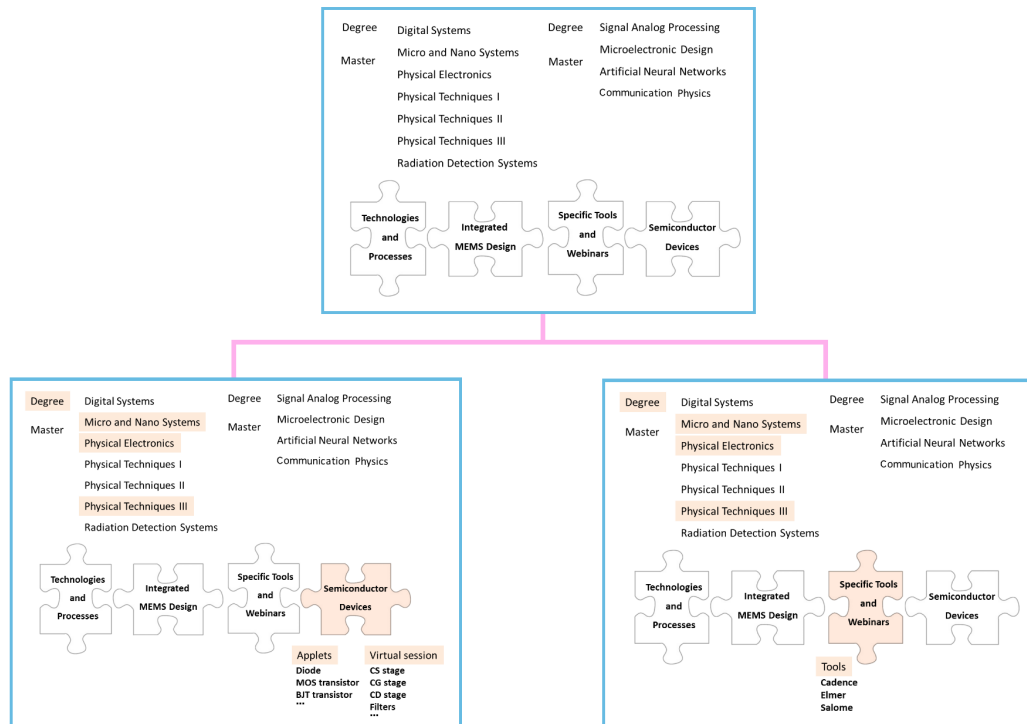 Degree
Master
Digital Systems
Micro and Nano Systems
Physical Electronics
Physical Techniques I
Physical Techniques II
Physical Techniques III
Radiation Detection Systems
Degree
Master
Signal Analog Processing
Microelectronic Design
Artificial Neural Networks
Communication Physics
Technologies
and
Processes
Integrated
MEMS Design
Specific Tools
and
Webinars
Semiconductor
Devices
Degree
Master
Digital Systems
Micro and Nano Systems
Physical Electronics
Physical Techniques I
Physical Techniques II
Physical Techniques III
Radiation Detection Systems
Degree
Master
Signal Analog Processing
Microelectronic Design
Artificial Neural Networks
Communication Physics
Technologies
and
Processes
Integrated
MEMS Design
Specific Tools
and
Webinars
Semiconductor
Devices
Applets
Diode
MOS transistor
BJT transistor
...
Virtual session
CS stage
CG stage
CD stage
Filters
...
Degree
Master
Digital Systems
Micro and Nano Systems
Physical Electronics
Physical Techniques I
Physical Techniques II
Physical Techniques III
Radiation Detection Systems
Degree
Master
Signal Analog Processing
Microelectronic Design
Artificial Neural Networks
Communication Physics
Technologies
and
Processes
Integrated
MEMS Design
Specific Tools
and
Webinars
Semiconductor
Devices
Tools
Cadence
Elmer
Salome